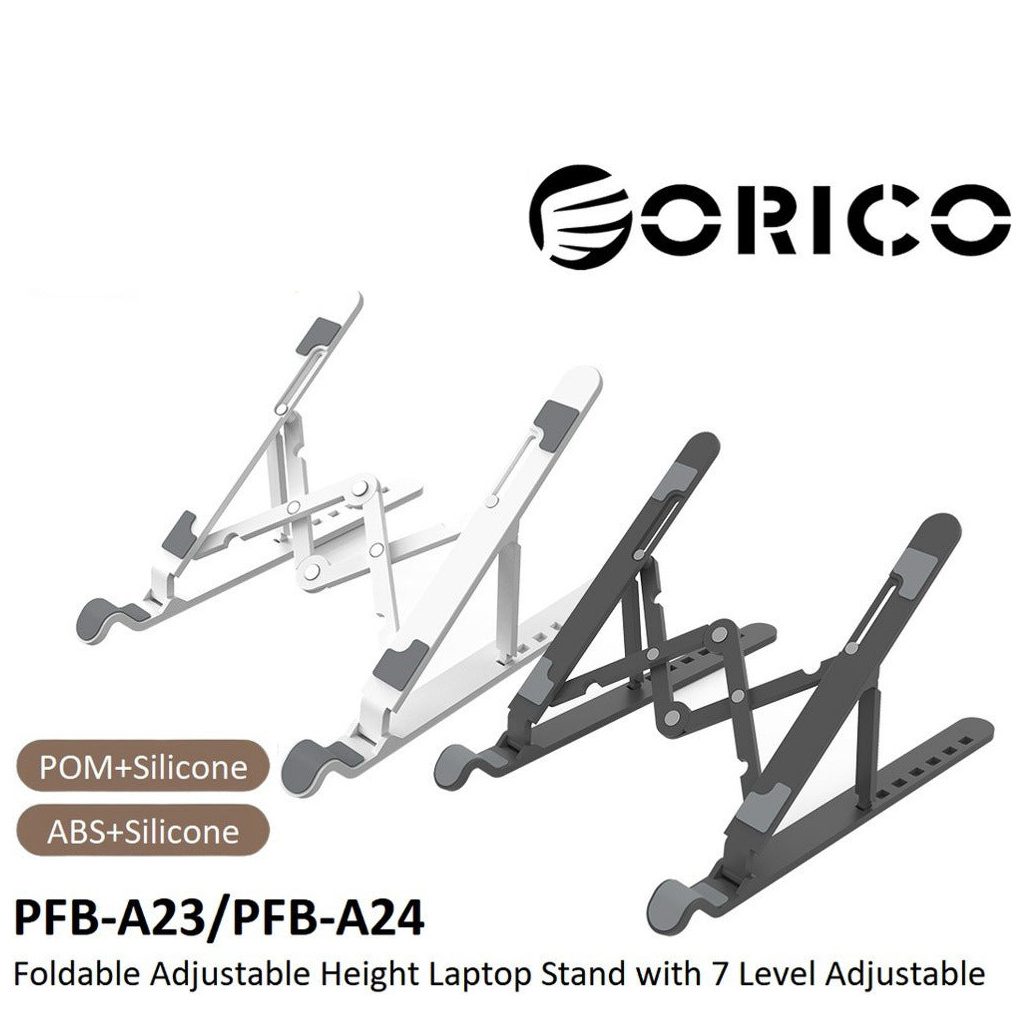 ORICO
POM+Silicone
ABS+Silicone
PFB-A23/PFB-A24
Foldable Adjustable Height Laptop Stand with 7 Level Adjustable